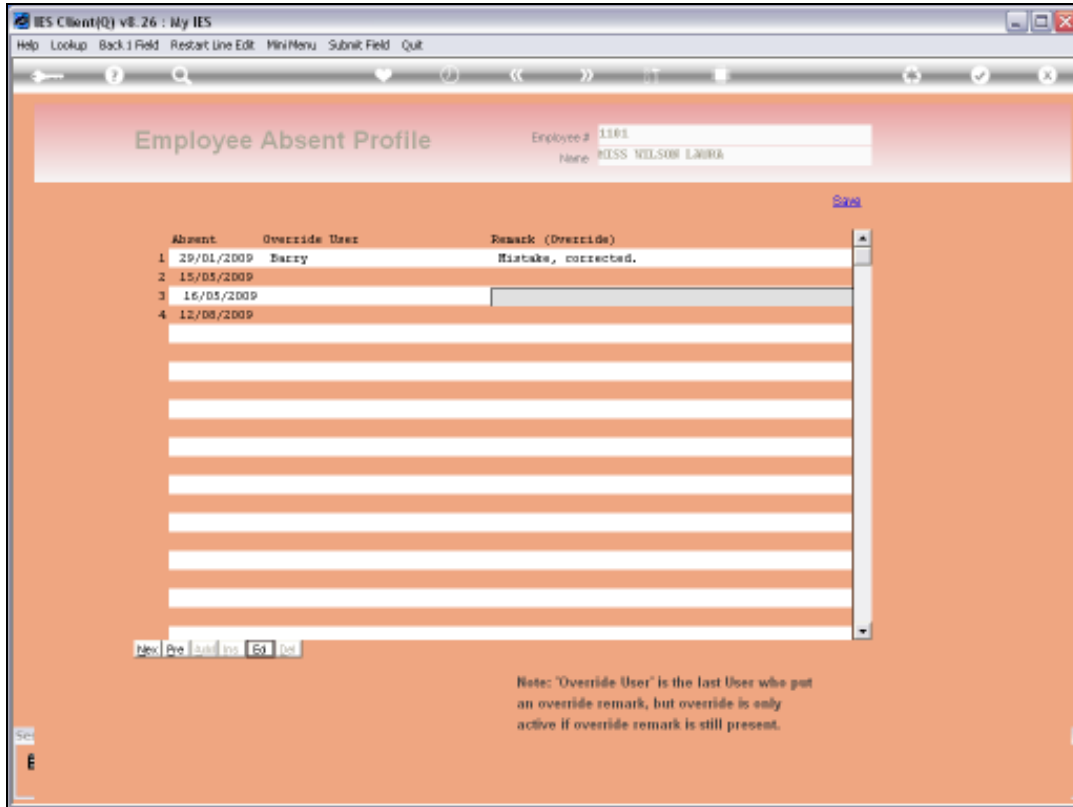 IES Client(Q) v8.26 : My IES
Help Lookup Back 1 Field Restart Line Edit MiniMenu Submit Field Quit
Employee Absent Profile
Employee # 1101
Name MISS WILSON LAURA
Save
Absent Override User Remark (Override)
1 29/01/2009 Barry Mistake, corrected.
2 15/05/2009
3 16/05/2009
4 12/08/2009
Nex Pre Add Ins Ed Del
Note: 'Override User' is the last User who put
an override remark, but override is only
active if override remark is still present.